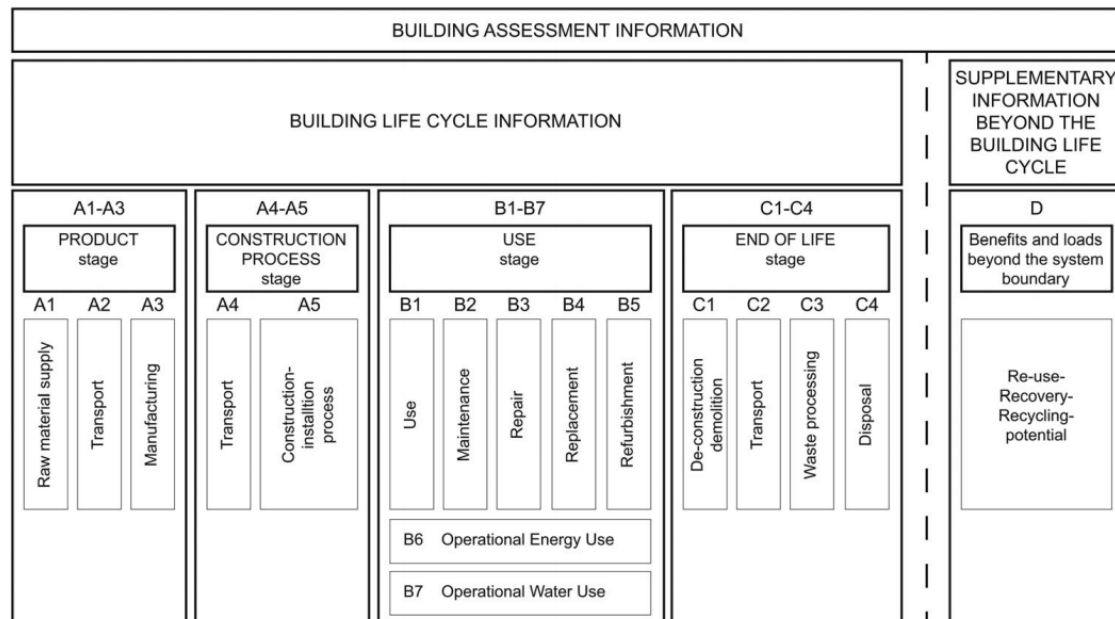 BUILDING ASSESSMENT INFORMATION
BUILDING LIFE CYCLE INFORMATION
SUPPLEMENTARY
INFORMATION
BEYOND THE
BUILDING LIFE
CYCLE
A1-A3
PRODUCT
stage
A1
A2
A3
Raw material supply
Transport
Manufacturing
A4-A5
CONSTRUCTION
PROCESS
stage
A4
A5
Transport
Construction-
installtion
process
B1-B7
USE
stage
B1
B2
B3
B4
B5
Use
Maintenance
Repair
Replacement
Refurbishment
B6 Operational Energy Use
B7 Operational Water Use
C1-C4
END OF LIFE
stage
C1
C2
C3
C4
De-construction
demolition
Transport
Waste processing
Disposal
D
Benefits and loads
beyond the system
boundary
Re-use-
Recovery-
Recycling-
potential